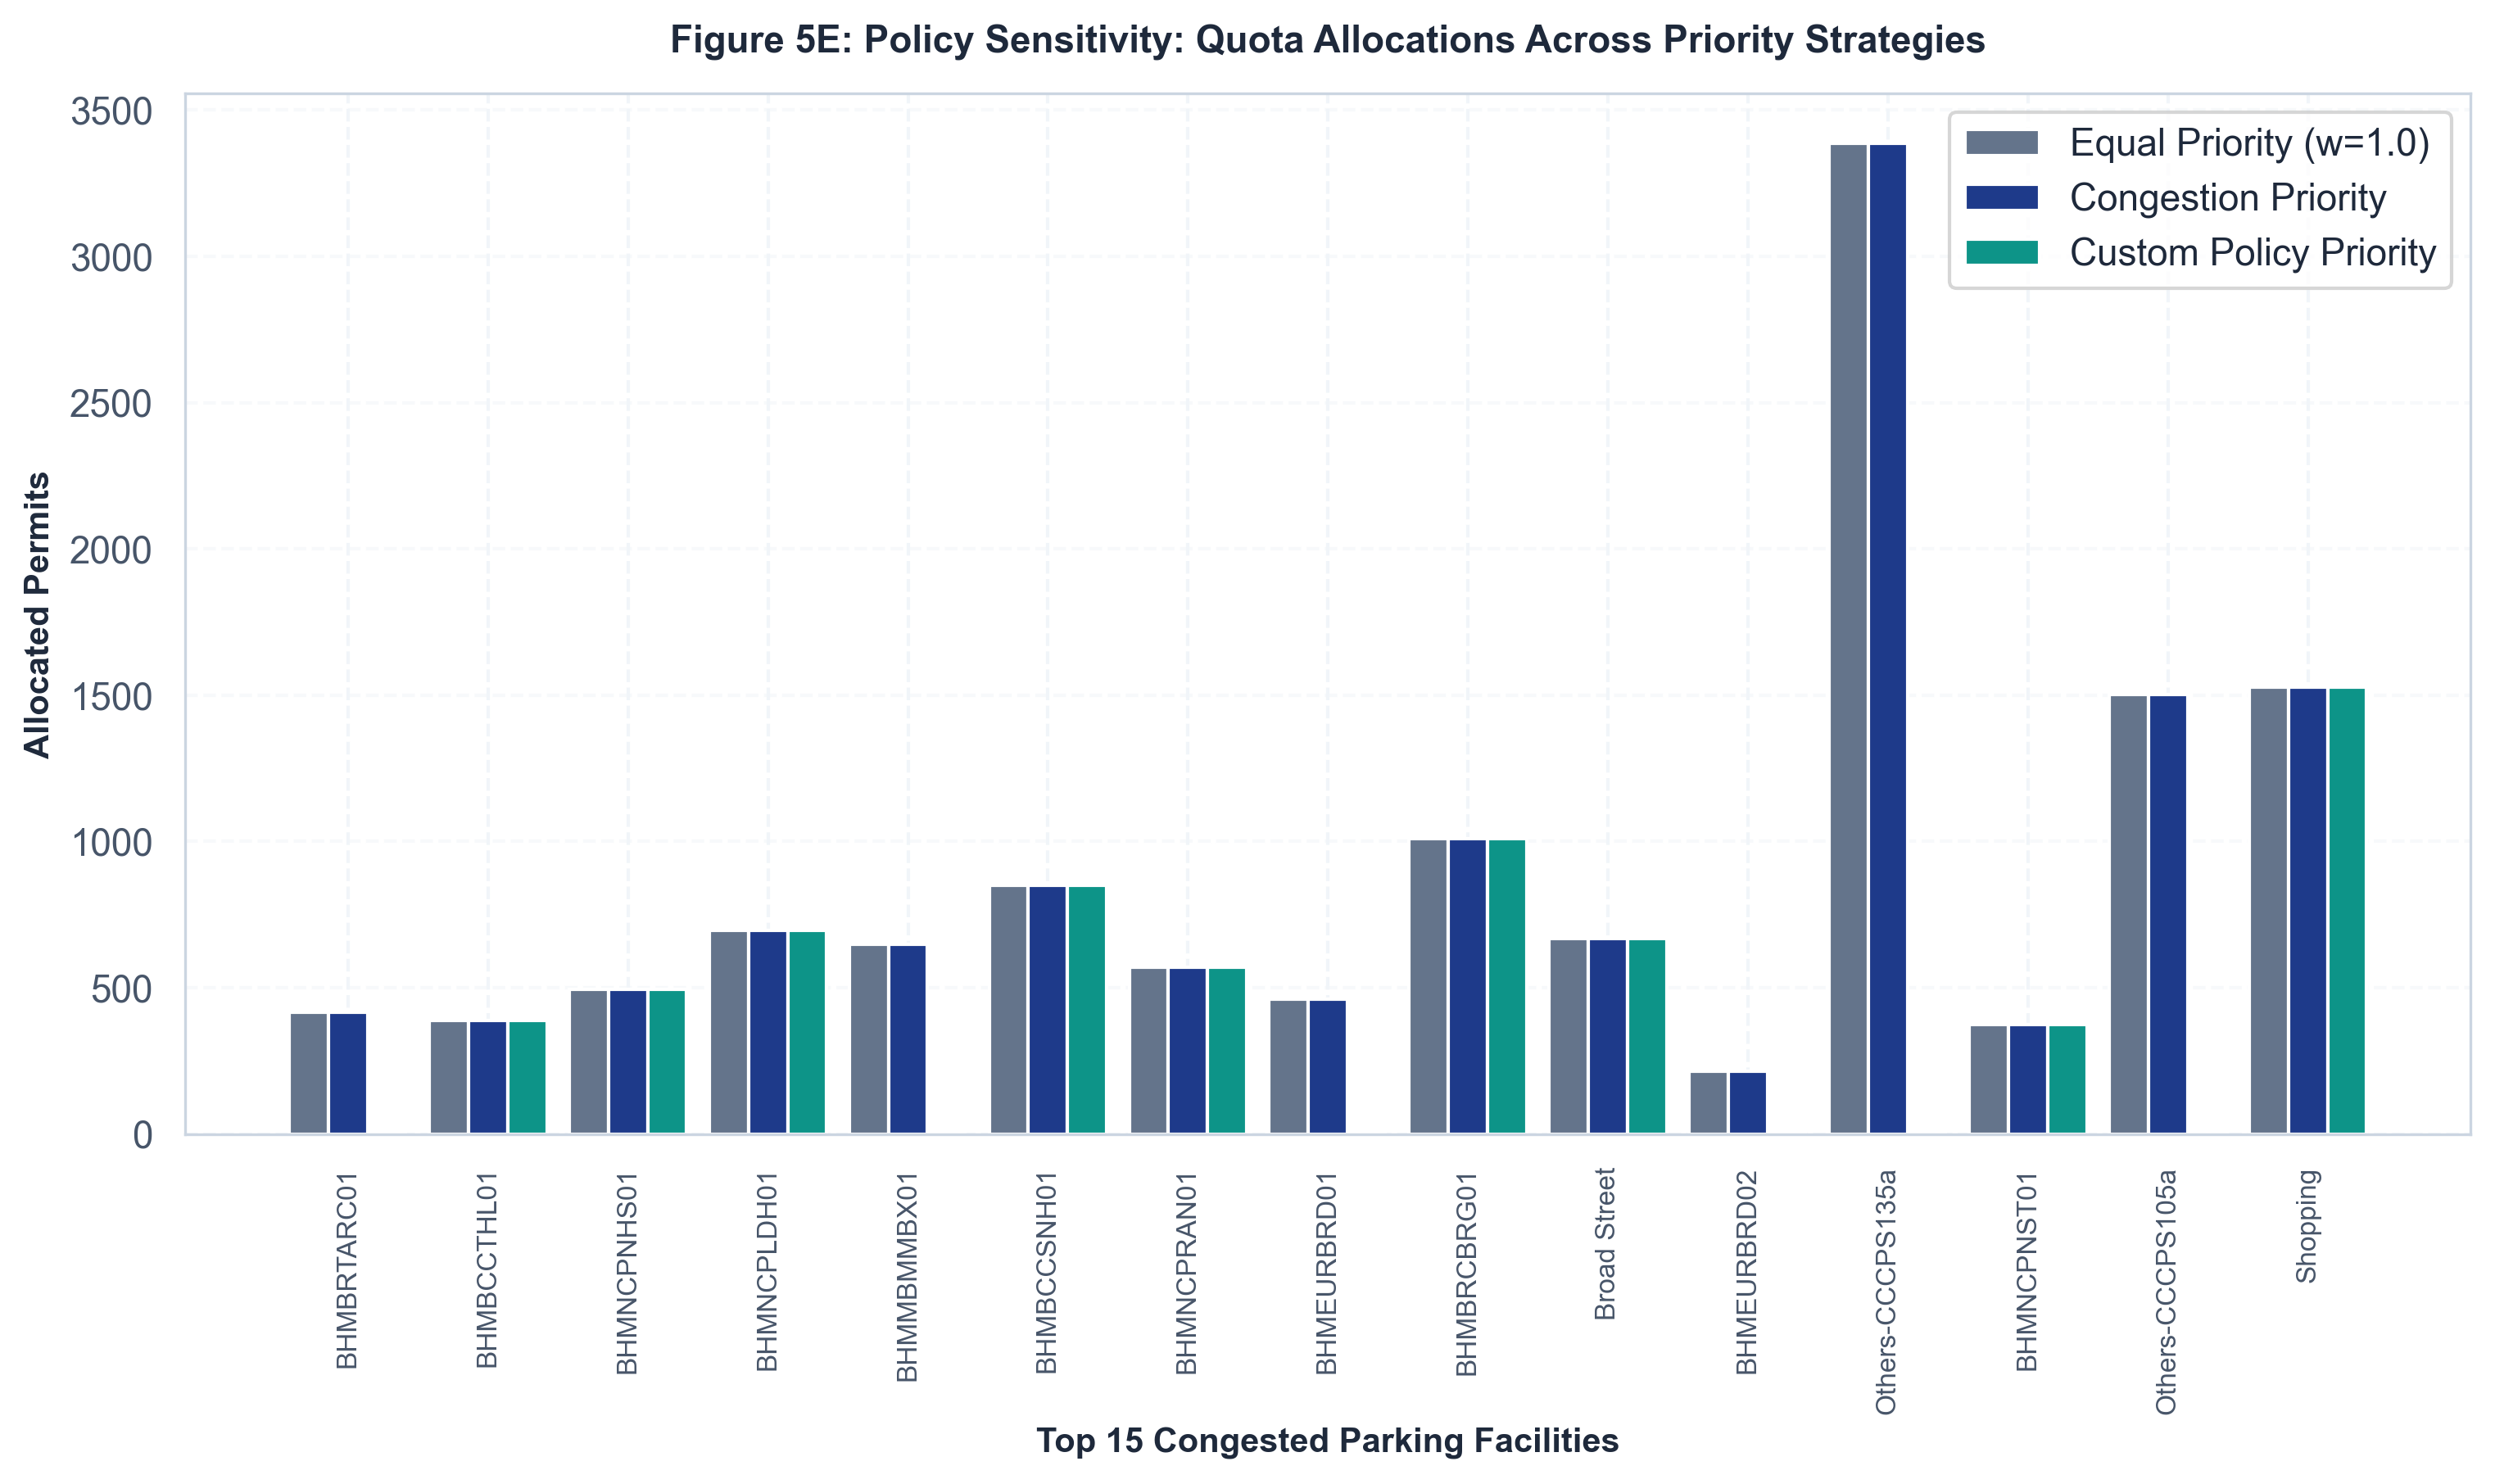 Figure 5E: Policy Sensitivity: Quota Allocations Across Priority Strategies
Equal Priority (w=1.0)
Congestion Priority
Custom Policy Priority
Allocated Permits
3500
3000
2500
2000
1500
1000
500
0
BHMBRTARC01
BHMBCCTHL01
BHMNCPNHS01
BHMNCPLDH01
BHMMBMMBX01
BHMBCCSNH01
BHMNCPRAN01
BHMEURBRD01
BHMBRCBRG01
Broad Street
BHMEURBRD02
Others-CCCPS135a
BHMNCPNST01
Others-CCCPS105a
Shopping
Top 15 Congested Parking Facilities